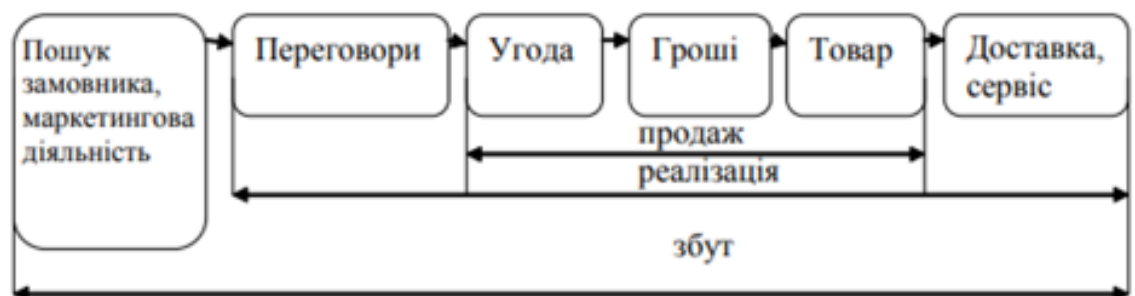 Пошук
замовника,
маркетингова
діяльність
Переговори
Угода
Гроші
Товар
Доставка,
сервіс
продаж
реалізація
збут